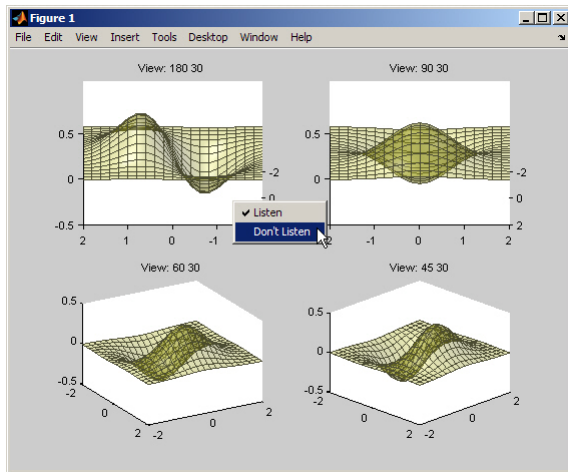 Figure 1
File Edit View Insert Tools Desktop Window Help
View: 180 30
0.5
0
-0.5
2 1 0 -1
-2
0
View: 90 30
2 -1 0 1 2
-2
0
2
✓ Listen
Don't Listen
View: 60 30
0.5
0
-0.5
-2
0
2
-2
0
2
View: 45 30
0.5
0
-0.5
-2
0
2
-2
0
2